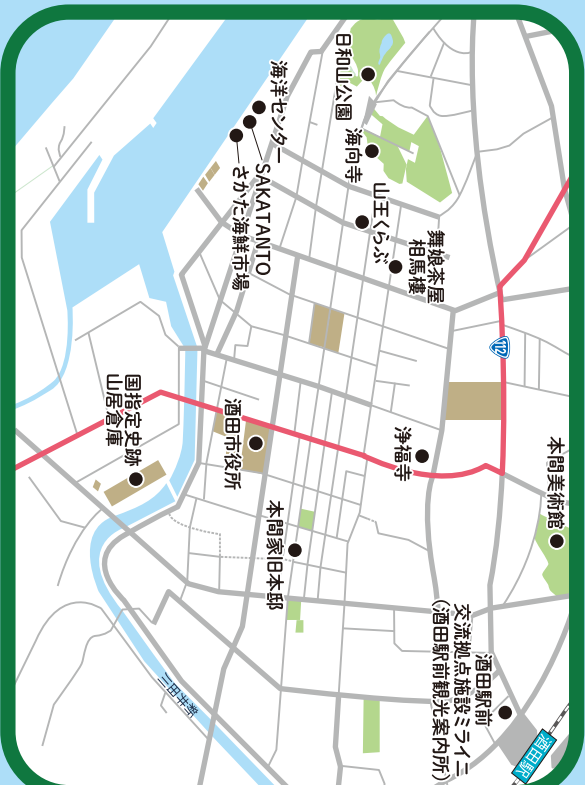 日和山公園
海洋センター
SAKATANTO
さかた海鮮市場
海向寺
山王くらぶ
舞娘茶屋
相馬樓
112
国指定史跡
山居倉庫
酒田市役所
浄福寺
本間美術館
本間家旧本邸
酒田駅前
交流拠点施設ミライニ
(酒田駅前観光案内所)
新井田川
酒田駅